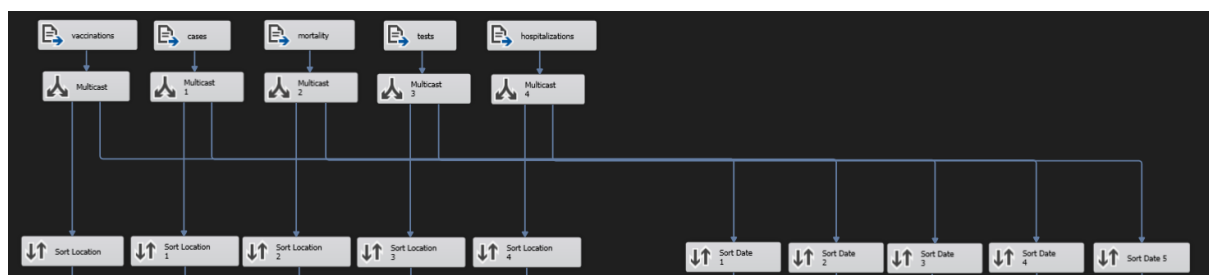 vaccinations
cases
mortality
tests
hospitalizations
Multicast
Multicast
1
Multicast
2
Multicast
3
Multicast
4
Sort Location
Sort Location
1
Sort Location
2
Sort Location
3
Sort Location
4
Sort Date
1
Sort Date
2
Sort Date
3
Sort Date
4
Sort Date 5